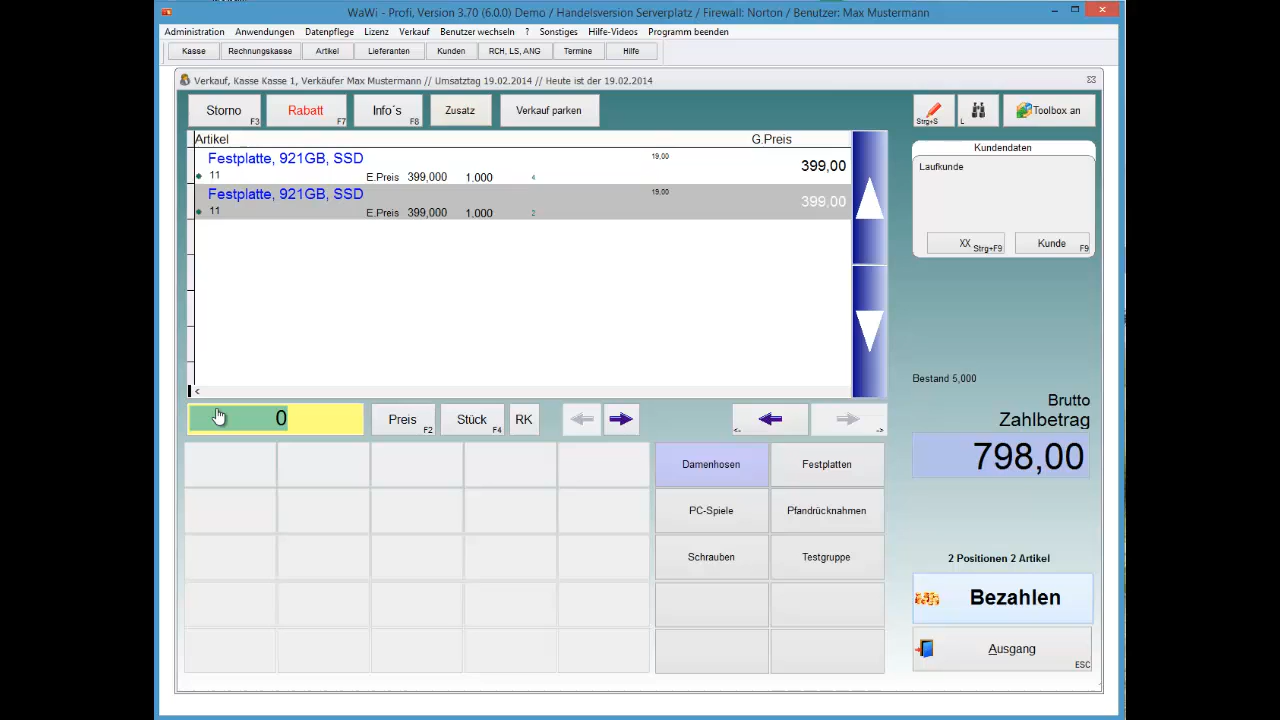 WaWi - Profi, Version 3.70 (6.0.0) Demo / Handelsversion Serverplatz / Firewall: Norton / Benutzer: Max Mustermann
Administration Anwendungen Datenpflege Lizenz Verkauf Benutzer wechseln ? Sonstiges Hilfe-Videos Programm beenden
Kasse Rechnungskasse Artikel Lieferanten Kunden RCH, LS, ANG Termine Hilfe
Verkauf, Kasse Kasse 1, Verkäufer Max Mustermann // Umsatztag 19.02.2014 // Heute ist der 19.02.2014
Storno F3 Rabatt F7 Info´s F8 Zusatz Verkauf parken Strg+S L Toolbox an
Artikel G.Preis
Festplatte, 921GB, SSD 19,00 399,00
11 E.Preis 399,000 1,000 4
Festplatte, 921GB, SSD 19,00 399,00
11 E.Preis 399,000 1,000 2
Kundendaten
Laufkunde
XX Strg+F9 Kunde F9
Bestand 5,000
<
0 Preis F2 Stück F4 RK <- ->
Brutto
Zahlbetrag
798,00
Damenhosen Festplatten
PC-Spiele Pfandrücknahmen
Schrauben Testgruppe
2 Positionen 2 Artikel
Bezahlen
Ausgang ESC